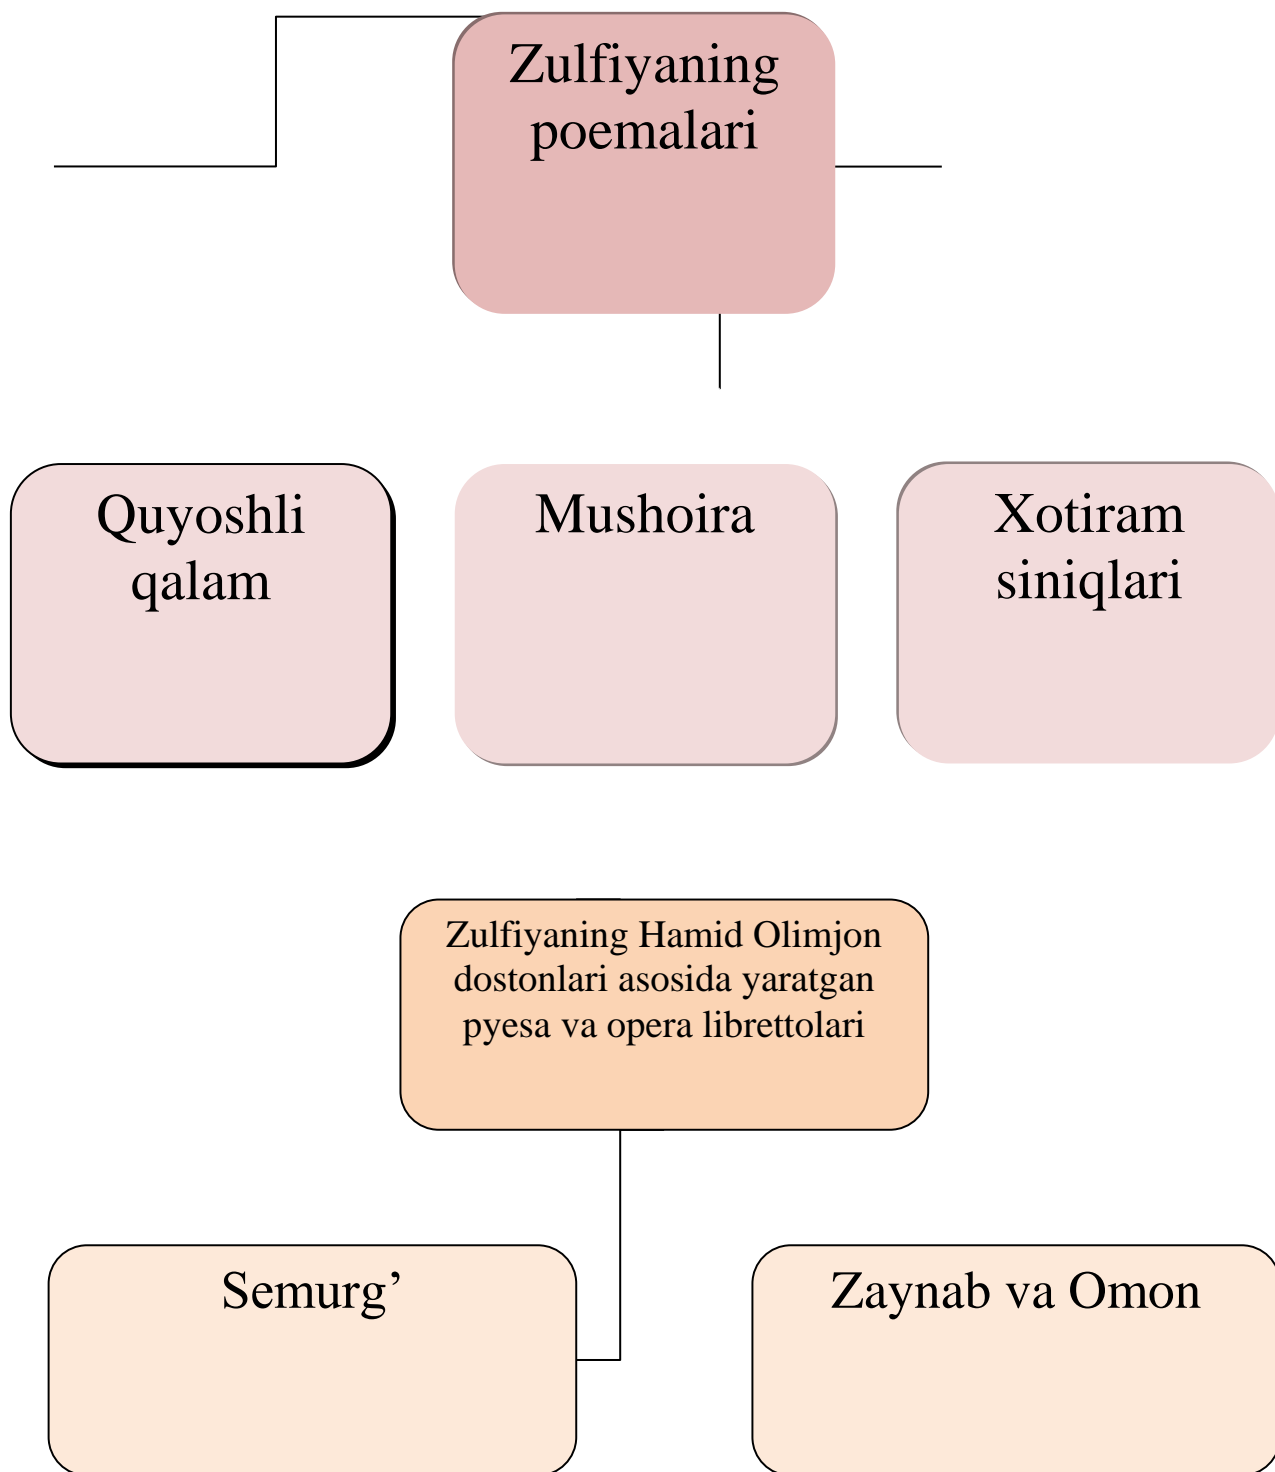 Zulfiyaning
poemalari
Quyoshli
qalam
Mushoira
Xotiram
siniqlari
Zulfiyaning Hamid Olimjon
dostonlari asosida yaratgan
pyesa va opera librettolari
Semurg’
Zaynab va Omon